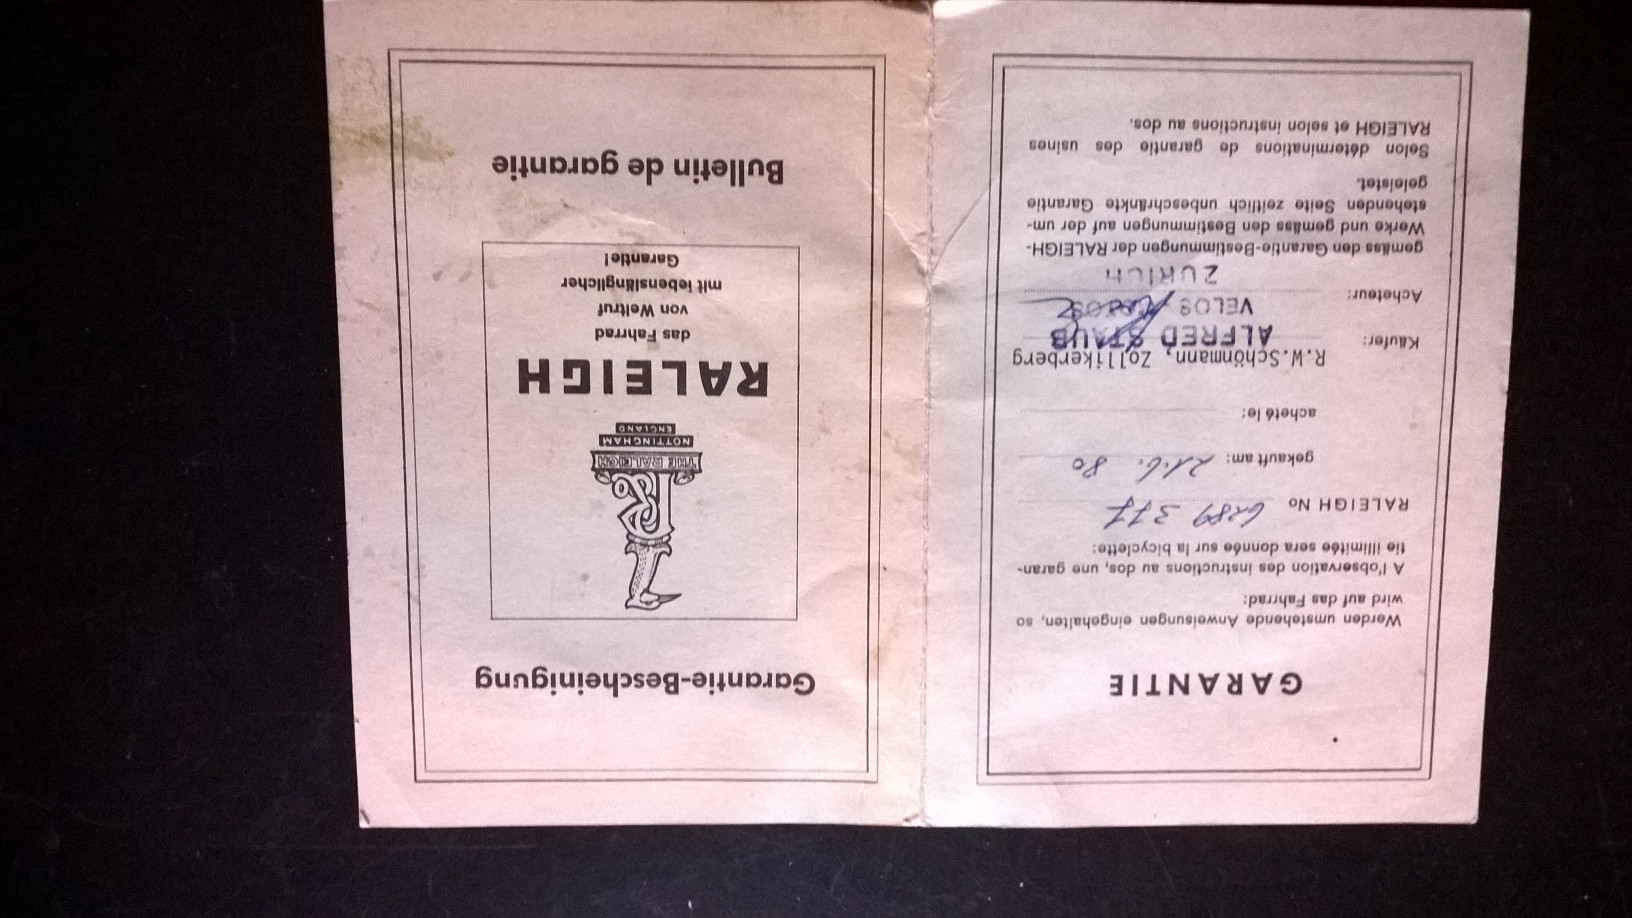 GARANTIE
Werden umstehende Anweisungen eingehalten, so
wird auf das Fahrrad:
A l'observation des instructions au dos, une garan-
tie illimitée sera donnée sur la bicyclette:
RALEIGH No 6289 377
gekauft am: 21.6. 80
acheté le:
R.W.Schönmann, Zollikerberg
Käufer: ALFRED STAUB
VELOS
Acheteur:
ZURICH
gemäss den Garantie-Bestimmungen der RALEIGH-
Werke und gemäss den Bestimmungen auf der um-
stehenden Seite zeitlich unbeschränkte Garantie
geleistet.
Selon déterminations de garantie des usines
RALEIGH et selon instructions au dos.
Garantie-Bescheinigung
R
THE RALEIGH
NOTTINGHAM
ENGLAND
RALEIGH
das Fahrrad
von Weltruf
mit lebenslänglicher
Garantie!
Bulletin de garantie